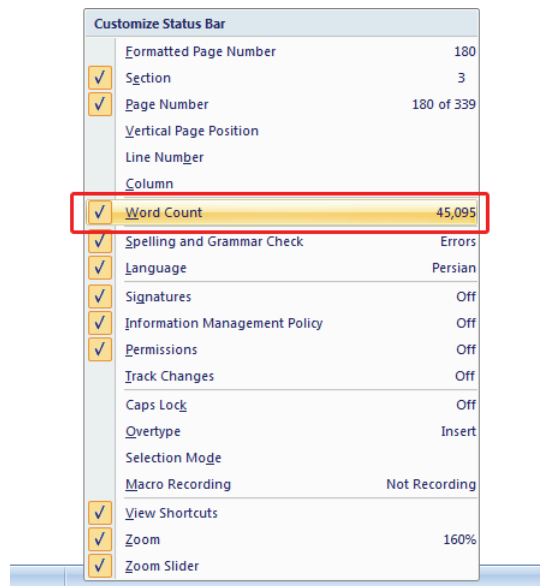 Customize Status Bar
Formatted Page Number 180
Section 3
Page Number 180 of 339
Vertical Page Position
Line Number
Column
Word Count 45,095
Spelling and Grammar Check Errors
Language Persian
Signatures Off
Information Management Policy Off
Permissions Off
Track Changes Off
Caps Lock Off
Overtype Insert
Selection Mode
Macro Recording Not Recording
View Shortcuts
Zoom 160%
Zoom Slider